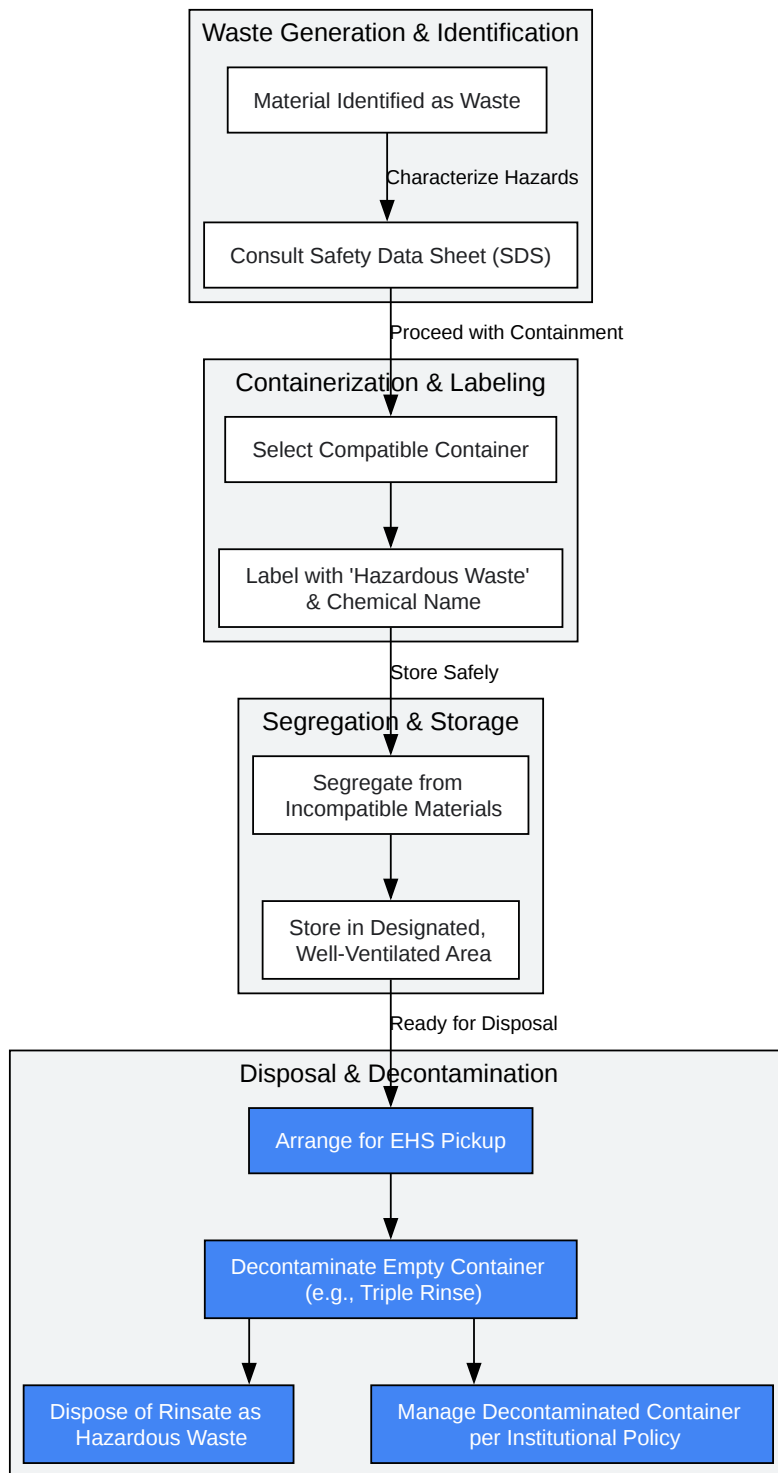 Waste Generation & Identification
Material Identified as Waste
Characterize Hazards
Consult Safety Data Sheet (SDS)
Proceed with Containment
Containerization & Labeling
Select Compatible Container
Label with 'Hazardous Waste'
& Chemical Name
Store Safely
Segregation & Storage
Segregate from
Incompatible Materials
Store in Designated,
Well-Ventilated Area
Ready for Disposal
Disposal & Decontamination
Arrange for EHS Pickup
Decontaminate Empty Container
(e.g., Triple Rinse)
Dispose of Rinsate as
Hazardous Waste
Manage Decontaminated Container
per Institutional Policy